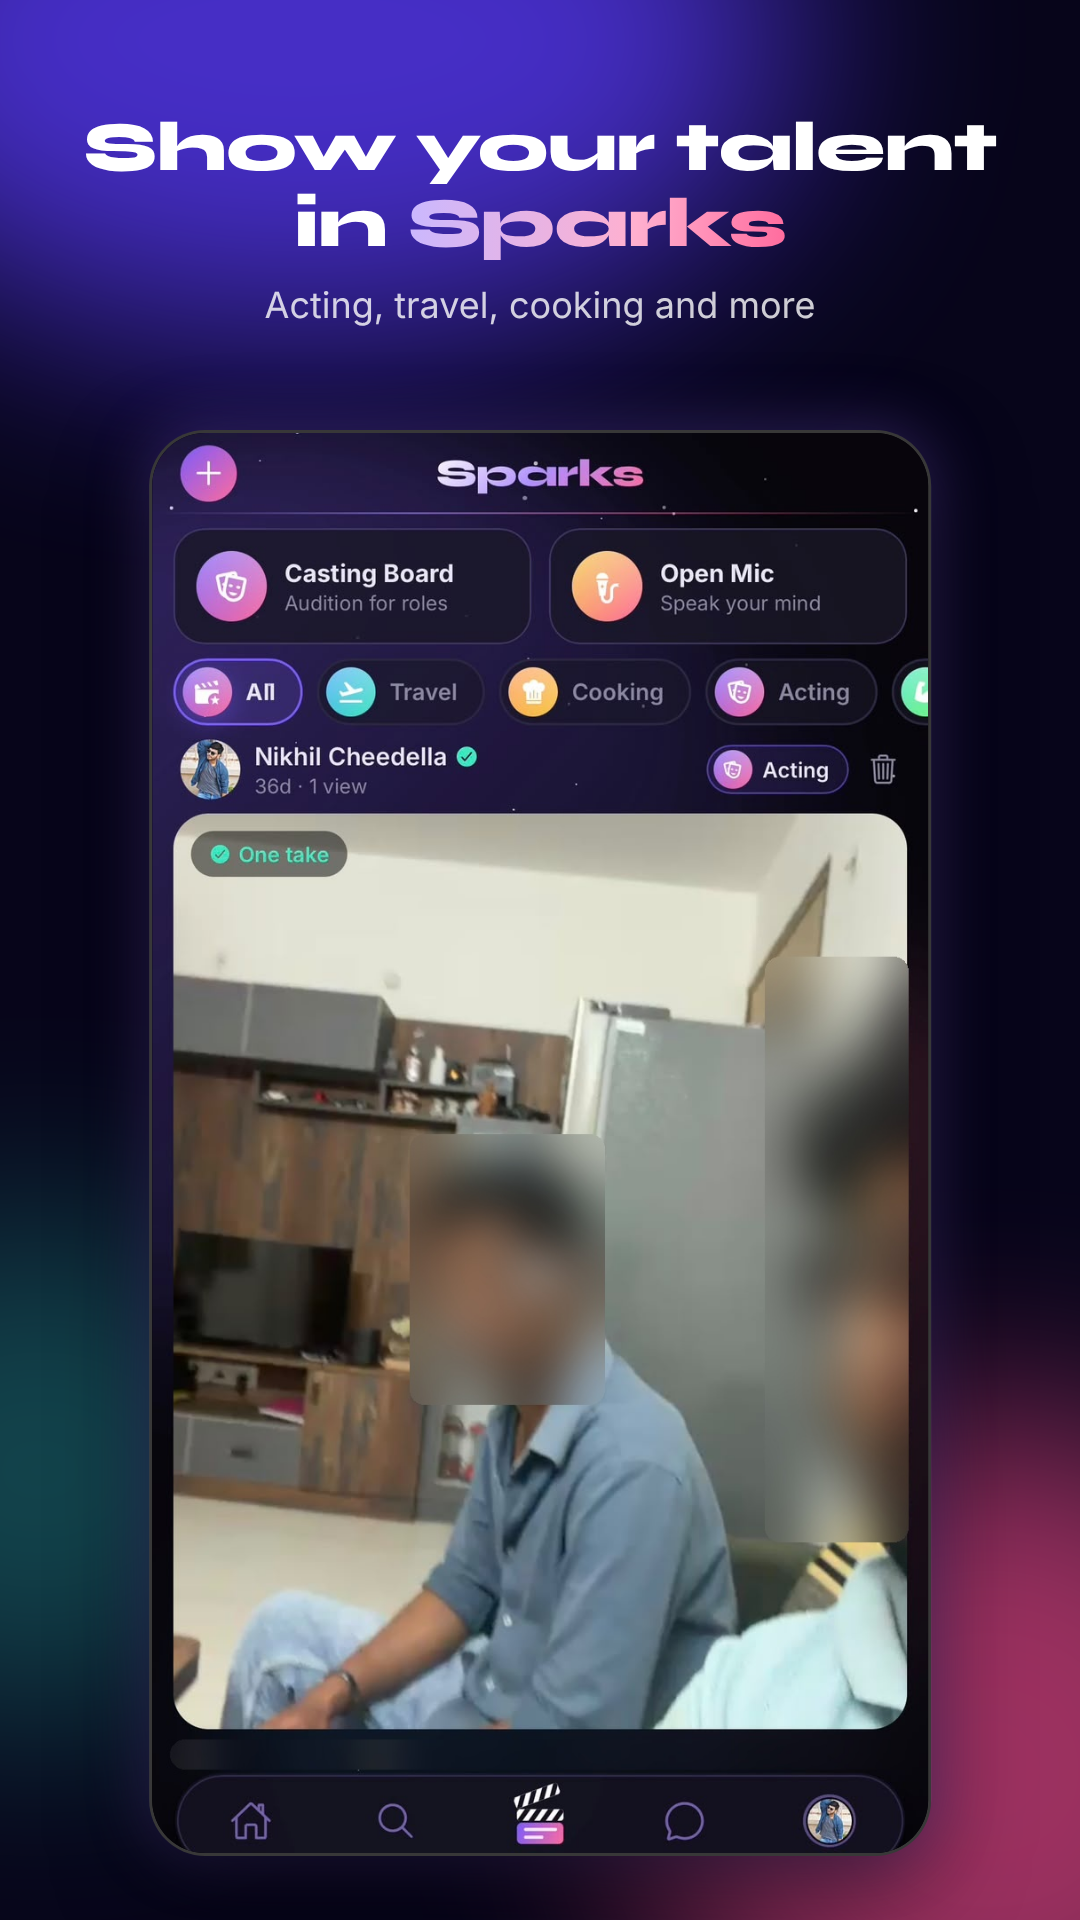 Show your talent
in Sparks
Acting, travel, cooking and more
Sparks
Casting Board
Audition for roles
Open Mic
Speak your mind
All
Travel
Cooking
Acting
Nikhil Cheedella
36d · 1 view
Acting
One take